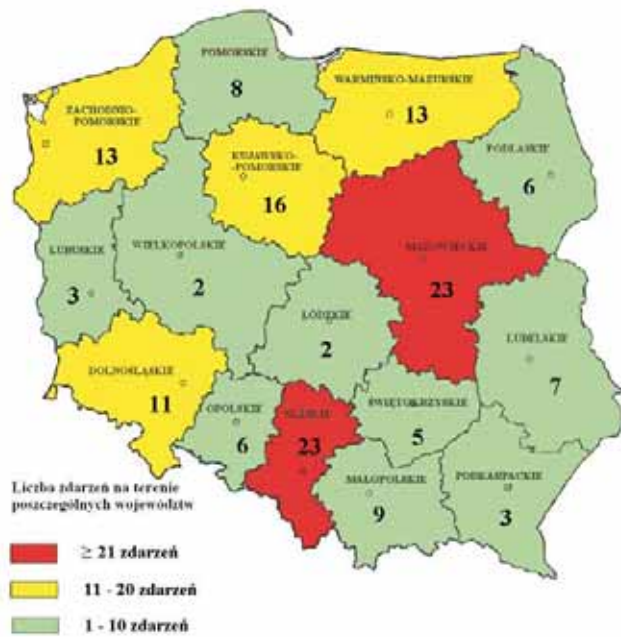 POMORSKIE
8
WARMIŃSKO-MAZURSKIE
13
ZACHODNIO-
POMORSKIE
13
KUJAWSKO-
-POMORSKIE
16
PODLASKIE
6
MAZOWIECKIE
23
LUBUSKIE
3
WIELKOPOLSKIE
2
ŁÓDZKIE
2
LUBELSKIE
7
DOLNOŚLĄSKIE
11
OPOLSKIE
6
ŚLĄSKIE
23
ŚWIĘTOKRZYSKIE
5
MAŁOPOLSKIE
9
PODKARPACKIE
3
Liczba zdarzeń na terenie
poszczególnych województw
≥ 21 zdarzeń
11 - 20 zdarzeń
1 - 10 zdarzeń